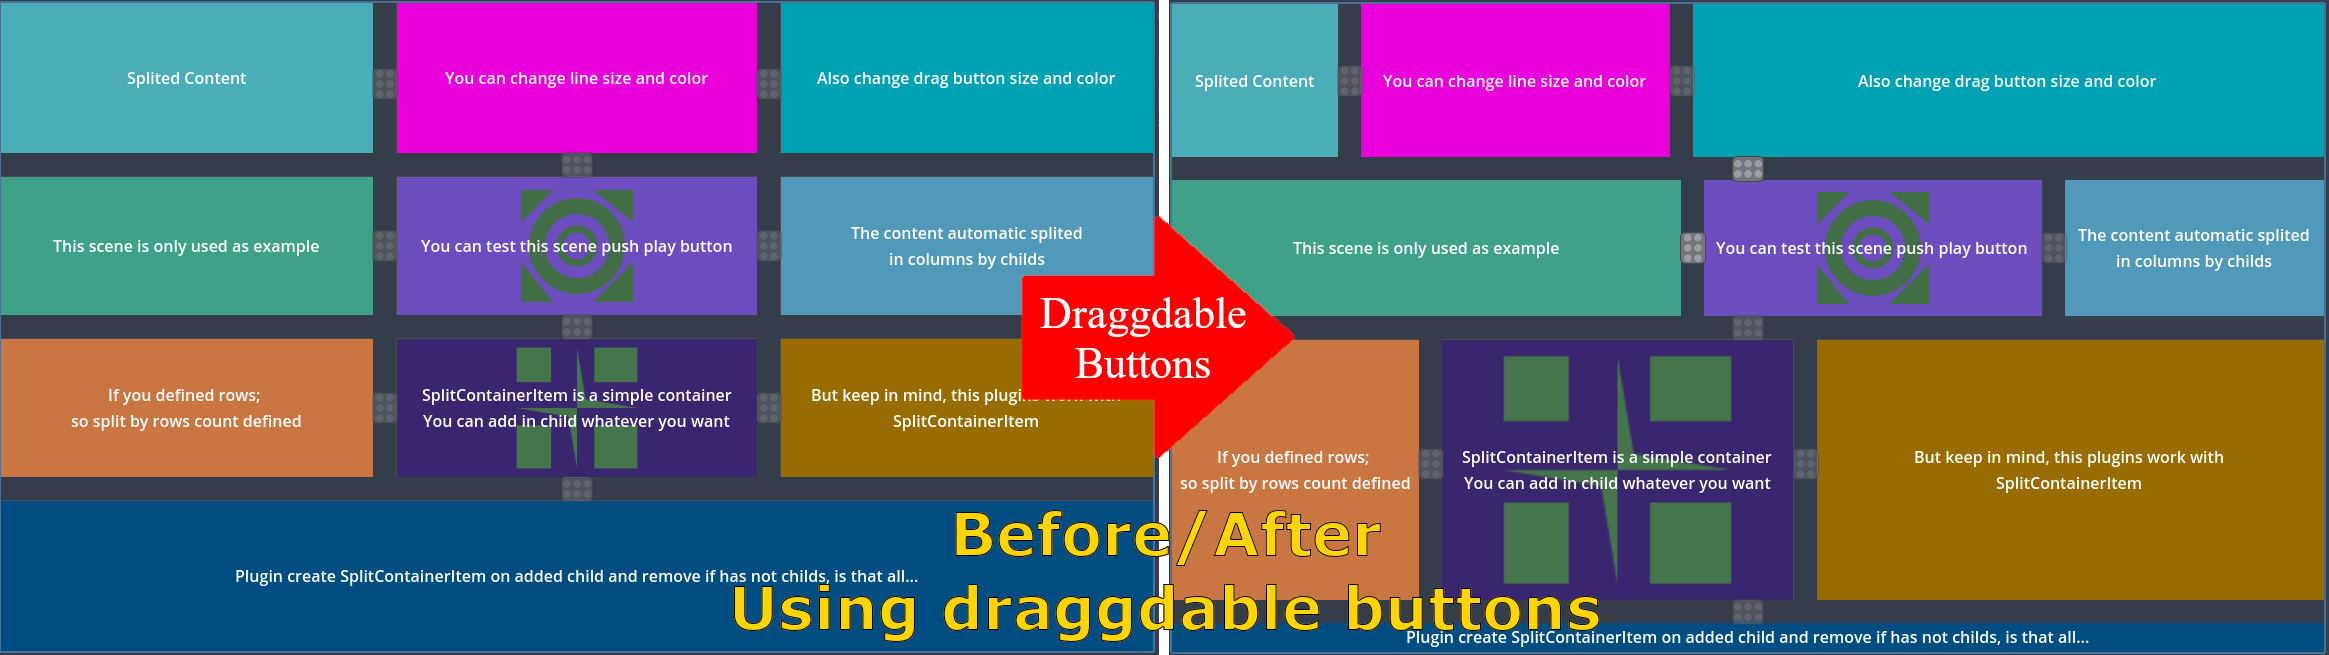 Splited Content
You can change line size and color
Also change drag button size and color
This scene is only used as example
You can test this scene push play button
The content automatic splited
in columns by childs
If you defined rows;
so split by rows count defined
SplitContainerItem is a simple container
You can add in child whatever you want
But keep in mind, this plugins work with
SplitContainerItem
Plugin create SplitContainerItem on added child and remove if has not childs, is that all...
Draggdable
Buttons
Splited Content
You can change line size and color
Also change drag button size and color
This scene is only used as example
You can test this scene push play button
The content automatic splited
in columns by childs
If you defined rows;
so split by rows count defined
SplitContainerItem is a simple container
You can add in child whatever you want
But keep in mind, this plugins work with
SplitContainerItem
Plugin create SplitContainerItem on added child and remove if has not childs, is that all...
Before/After
Using draggdable buttons